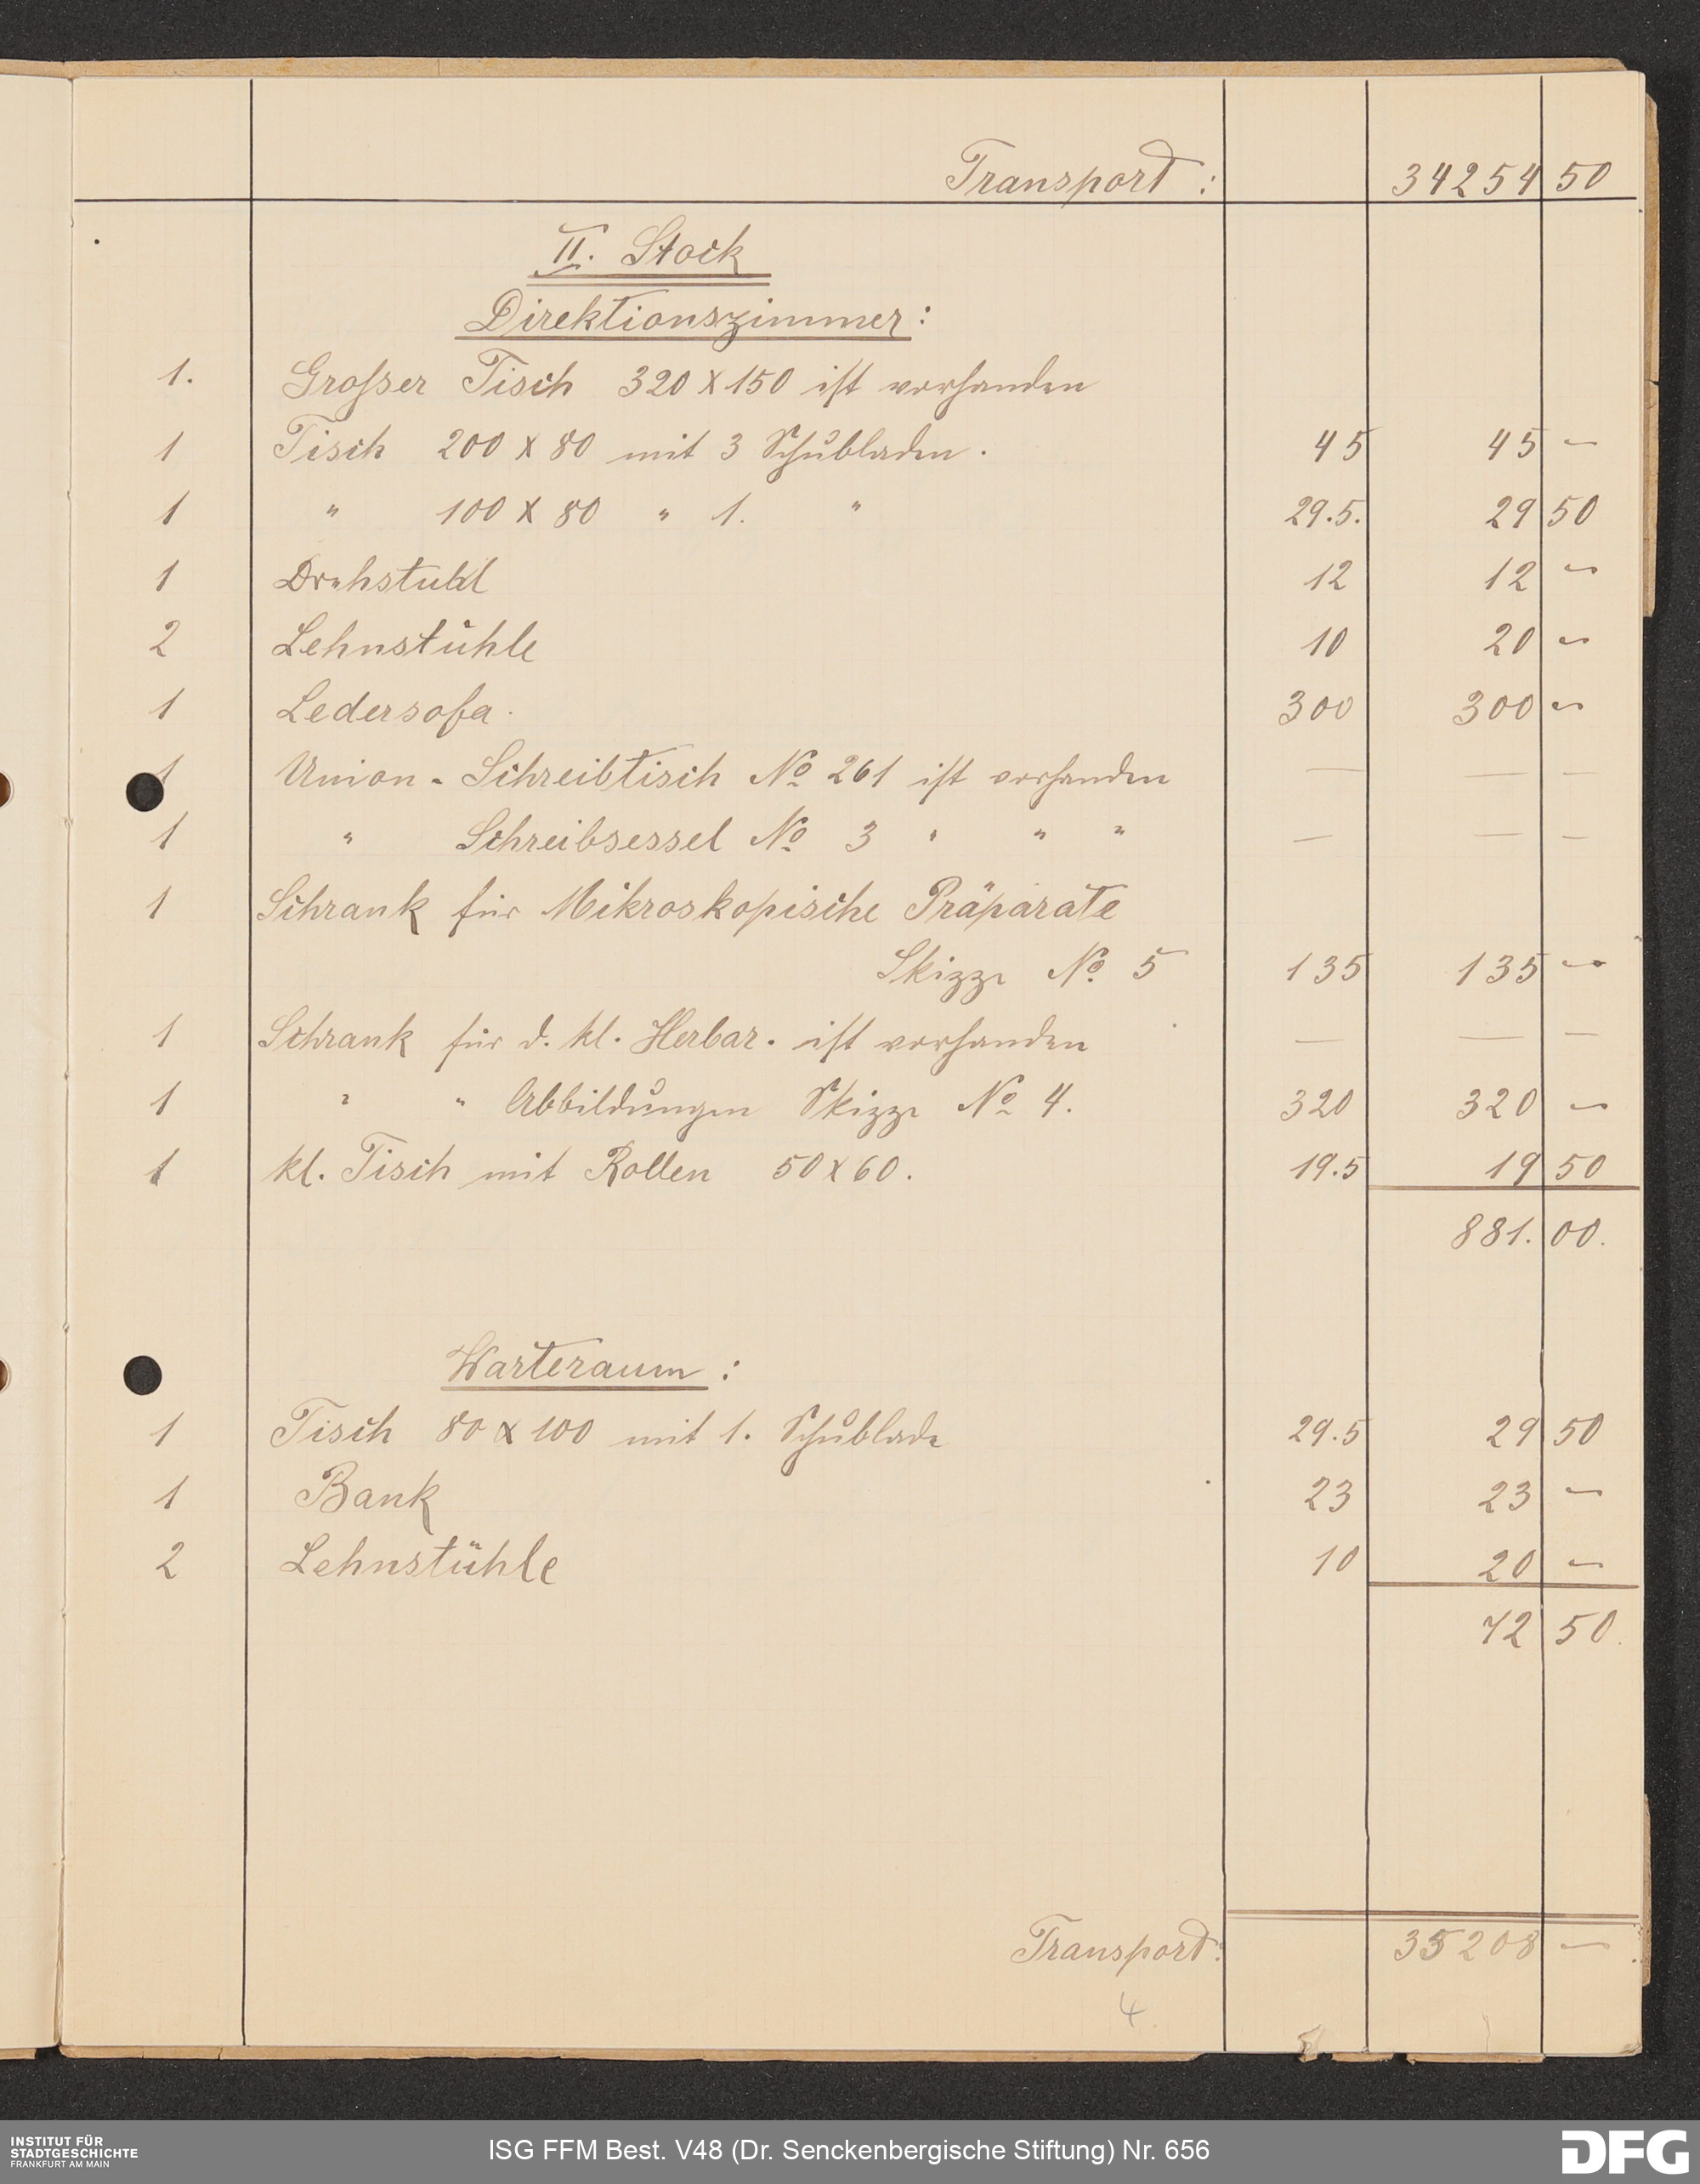 Transport: 34254 50
II. Stock
Direktionszimmer:
1. Grosser Tisch 320 x 150 ist vorhanden
1 Tisch 200 x 80 mit 3 Schubladen. 45 45 –
1 " 100 x 80 " 1. " 29.5. 29 50
1 Drehstuhl 12 12 –
2 Lehnstühle 10 20 –
1 Ledersofa. 300 300 –
1 Union - Schreibtisch No 261 ist vorhanden — — —
1 " Schreibsessel No 3 " " " — — —
1 Schrank für Mikroskopische Präparate
Skizze No 5 135 135 –
1 Schrank für d. kl. Herbar. ist vorhanden — — —
1 " " Abbildungen Skizze No 4. 320 320 –
1 kl. Tisch mit Rollen 50 x 60. 19.5 19 50
881. 00.
Warteraum:
1 Tisch 80 x 100 mit 1. Schublade 29.5 29 50
1 Bank 23 23 –
2 Lehnstühle 10 20 –
72 50.
Transport: 35208 –
4
INSTITUT FÜR
STADTGESCHICHTE
FRANKFURT AM MAIN
ISG FFM Best. V48 (Dr. Senckenbergische Stiftung) Nr. 656
DFG